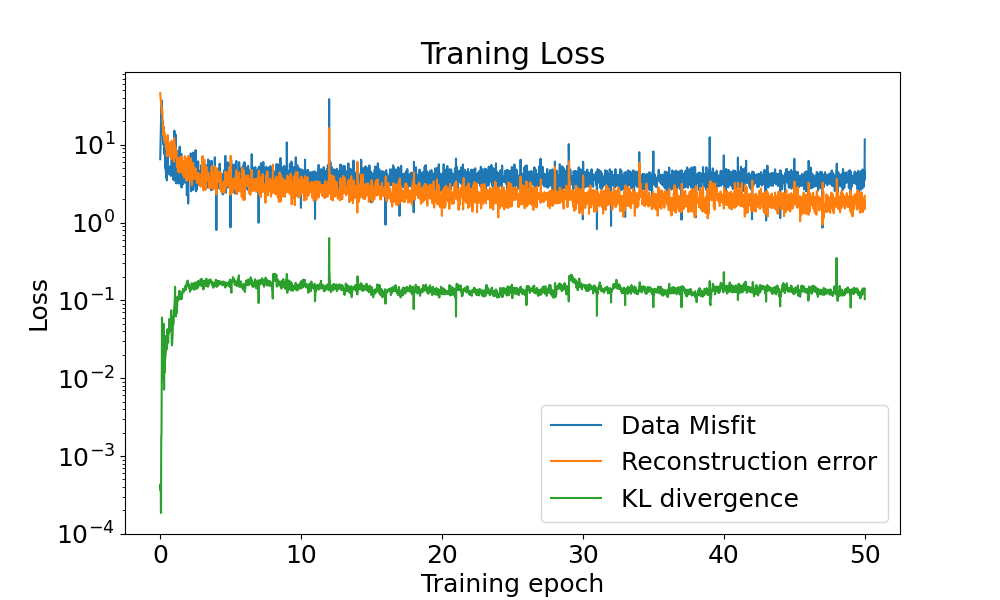 Traning Loss
Loss
10^1
10^0
10^−1
10^−2
10^−3
10^−4
Data Misfit
Reconstruction error
KL divergence
0 10 20 30 40 50
Training epoch